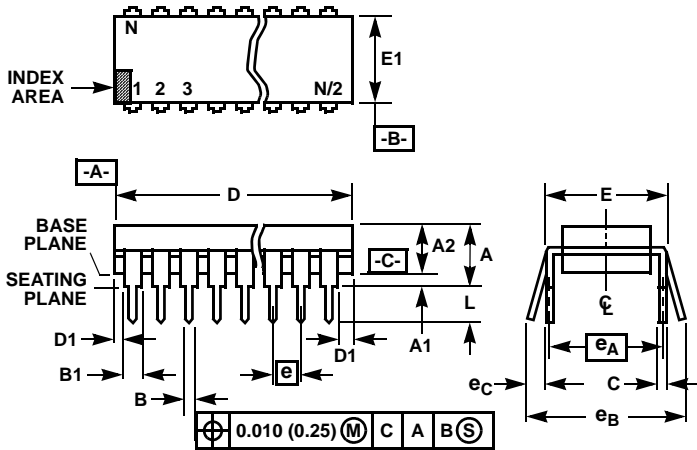 N
INDEX
AREA
1 2 3 N/2
E1
-B-
-A-
D
E
BASE
PLANE
A2 A
-C-
SEATING
PLANE
L
C L
D1
A1
D1
e
eA
B1
eC
C
B
eB
0.010 (0.25) M C A B S